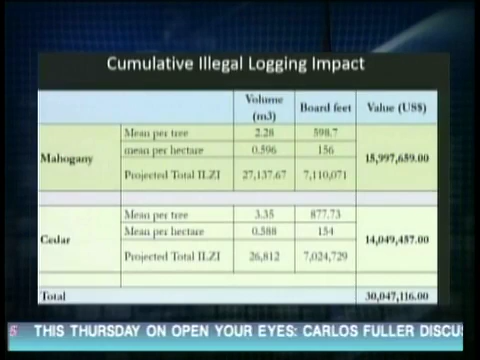 Cumulative Illegal Logging Impact
Volume (m3) Board feet Value (US$)
Mahogany
Mean per tree 2.28 598.7
mean per hectare 0.596 156
Projected Total ILZI 27,137.67 7,110,071
15,997,659.00
Cedar
Mean per tree 3.35 877.73
Mean per hectare 0.588 154
Projected Total ILZI 26,812 7,024,729
14,049,457.00
Total 30,047,116.00
5 THIS THURSDAY ON OPEN YOUR EYES: CARLOS FULLER DISCUS